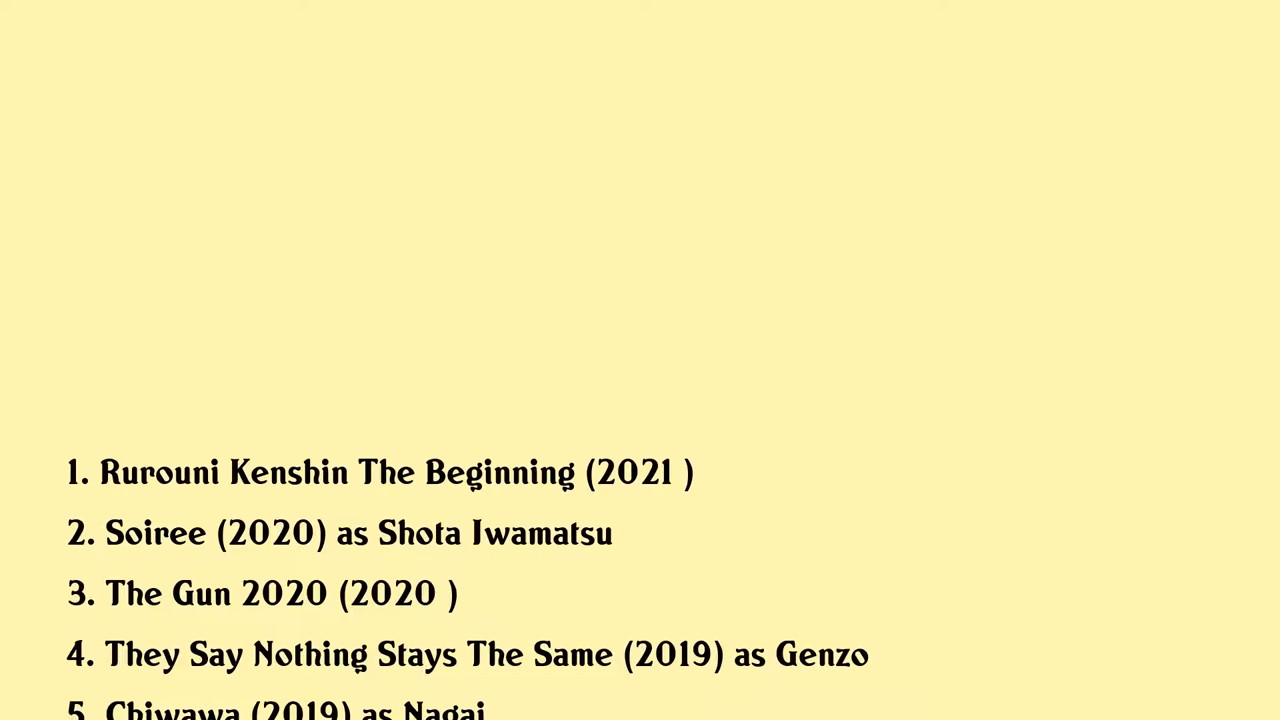 1. Rurouni Kenshin The Beginning (2021 )
2. Soiree (2020) as Shota Iwamatsu
3. The Gun 2020 (2020 )
4. They Say Nothing Stays The Same (2019) as Genzo
5. Chiwawa (2019) as Nagai